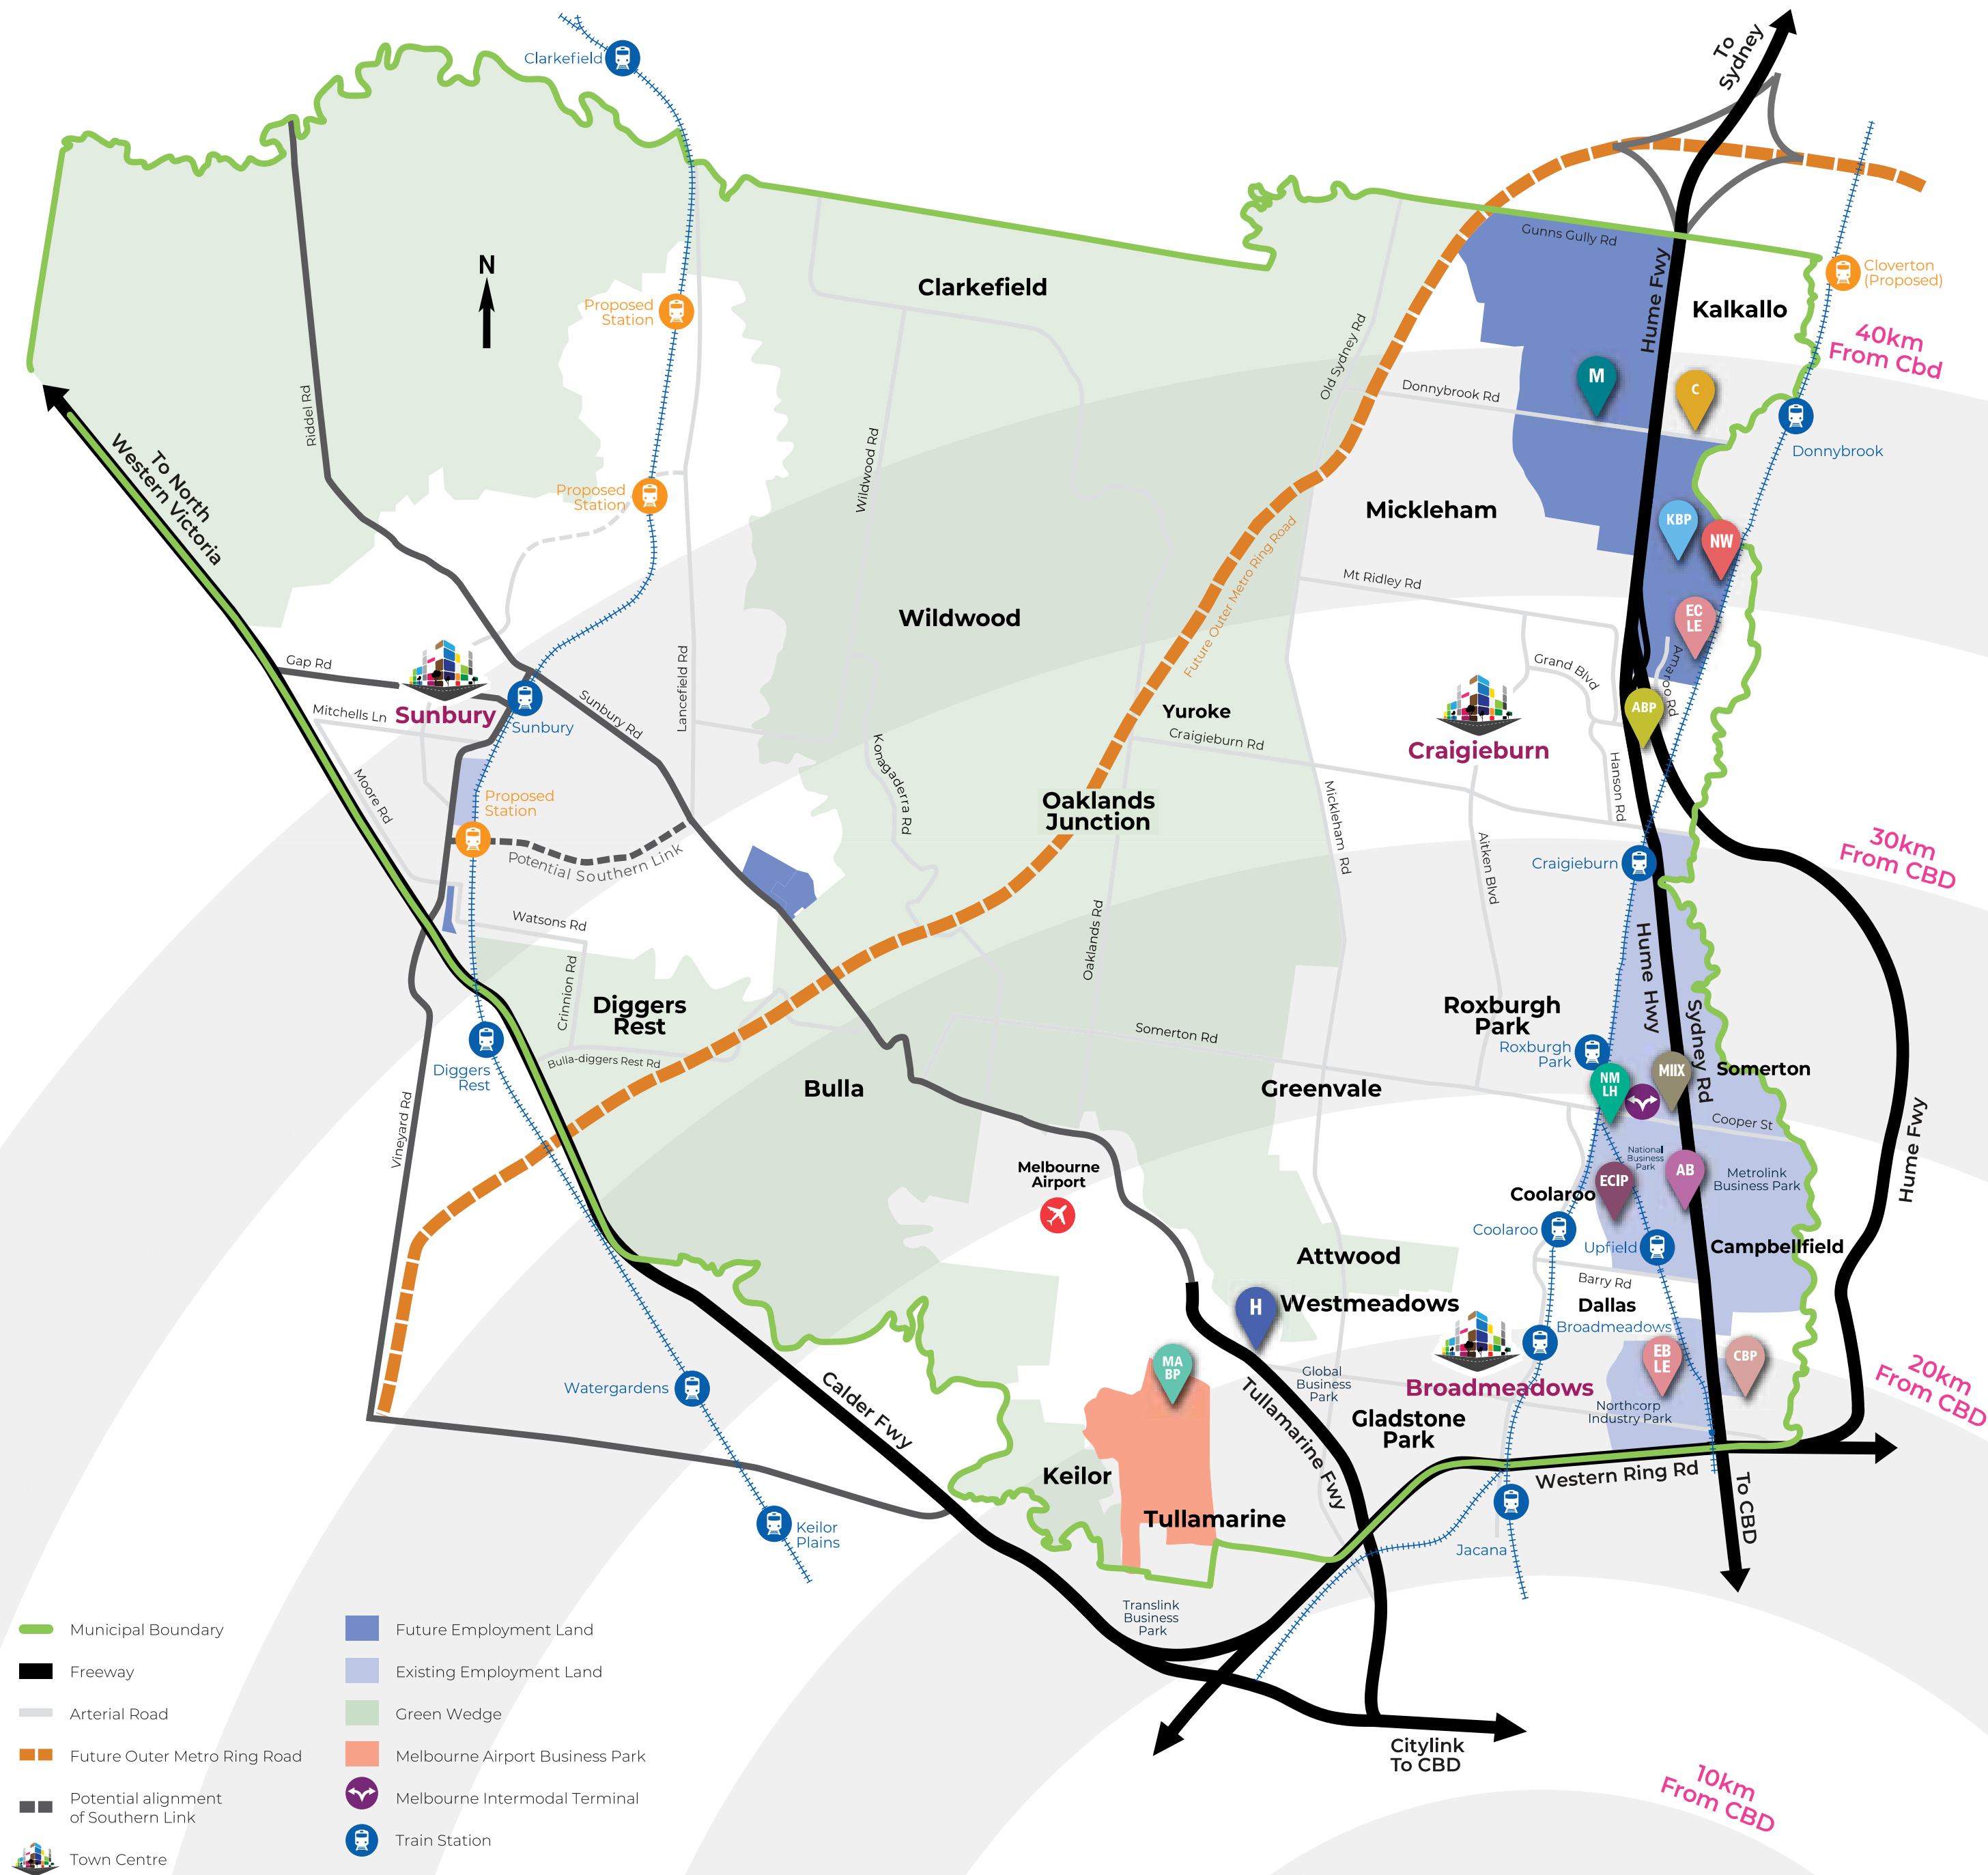 To
Sydney
Clarkefield
N
Clarkefield
Gunns Gully Rd
Hume Fwy
Cloverton
(Proposed)
Kalkallo
Proposed
Station
40km
From Cbd
Old Sydney Rd
M
C
Donnybrook Rd
Riddel Rd
Donnybrook
To North
Western Victoria
Wildwood Rd
Proposed
Station
Mickleham
KBP
NW
Future Outer Metro Ring Road
Mt Ridley Rd
Wildwood
EC
LE
Gap Rd
Lancefield Rd
Grand Blvd
Amaroo Rd
Mitchells Ln
Sunbury
Sunbury
Sunbury Rd
Yuroke
Craigieburn Rd
Craigieburn
ABP
Moore Rd
Proposed
Station
Konagaderra Rd
Oaklands
Junction
Mickleham Rd
Hanson Rd
Potential Southern Link
Aitken Blvd
Craigieburn
30km
From CBD
Watsons Rd
Oaklands Rd
Hume Hwy
Crinnion Rd
Diggers
Rest
Roxburgh
Park
Sydney Rd
Somerton Rd
Roxburgh
Park
Diggers
Rest
Bulla-diggers Rest Rd
Bulla
Greenvale
NM
LH
MIIX
Somerton
Vineyard Rd
Cooper St
Hume Fwy
Melbourne
Airport
National
Business
Park
ECIP
AB
Metrolink
Business Park
Coolaroo
Coolaroo
Upfield
Campbellfield
Attwood
Barry Rd
H
Westmeadows
Dallas
Broadmeadows
MA
BP
Global
Business
Park
EB
LE
CBP
20km
From CBD
Watergardens
Calder Fwy
Tullamarine Fwy
Broadmeadows
Gladstone
Park
Northcorp
Industry Park
Keilor
Western Ring Rd
To CBD
Tullamarine
Keilor
Plains
Jacana
Translink
Business
Park
Citylink
To CBD
10km
From CBD
Municipal Boundary
Freeway
Arterial Road
Future Outer Metro Ring Road
Potential alignment
of Southern Link
Town Centre
Future Employment Land
Existing Employment Land
Green Wedge
Melbourne Airport Business Park
Melbourne Intermodal Terminal
Train Station